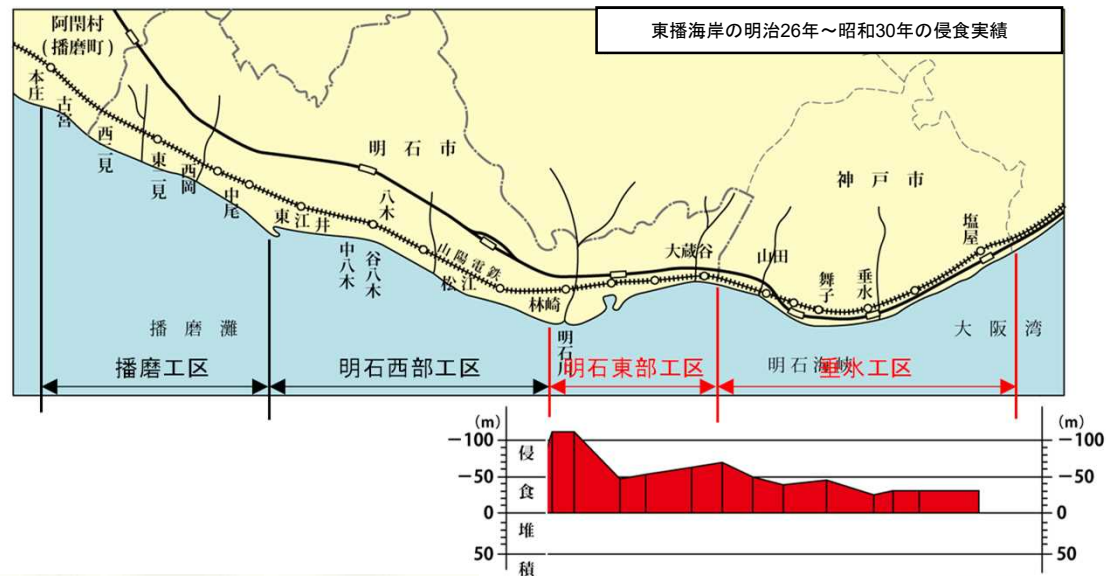 東播海岸の明治26年～昭和30年の侵食実績
阿閇村
(播磨町)
本庄
古宮
西二見
東二見
西岡
中尾
東江井
八木
中八木
谷八木
山陽電鉄
松江
林崎
明石川
大蔵谷
山田
舞子
垂水
塩屋
明石市
神戸市
播磨灘
明石海峡
大阪湾
播磨工区
明石西部工区
明石東部工区
垂水工区
(m)
(m)
－100
－100
－50
－50
0
0
50
50
侵食
堆積